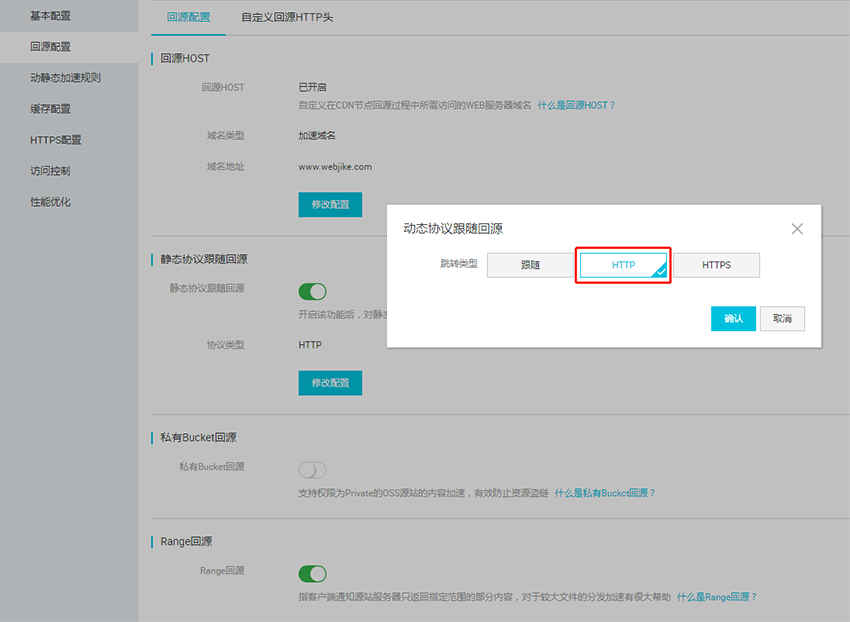 基本配置
回源配置
动静态加速规则
缓存配置
HTTPS配置
访问控制
性能优化
回源配置 自定义回源HTTP头
回源HOST
回源HOST 已开启
自定义在CDN节点回源过程中所需访问的WEB服务器域名 什么是回源HOST？
域名类型 加速域名
域名地址 www.webjike.com
修改配置
动态协议跟随回源
跳转类型 跟随 HTTP HTTPS
确认 取消
静态协议跟随回源
静态协议跟随回源
开启该功能后，对静态
协议类型 HTTP
修改配置
私有Bucket回源
私有Bucket回源
支持权限为Private的OSS源站的内容加速，有效防止资源盗链 什么是私有Buckct回源？
Range回源
Range回源
指客户端通知源站服务器只返回指定范围的部分内容，对于较大文件的分发加速有很大帮助 什么是Range回源？